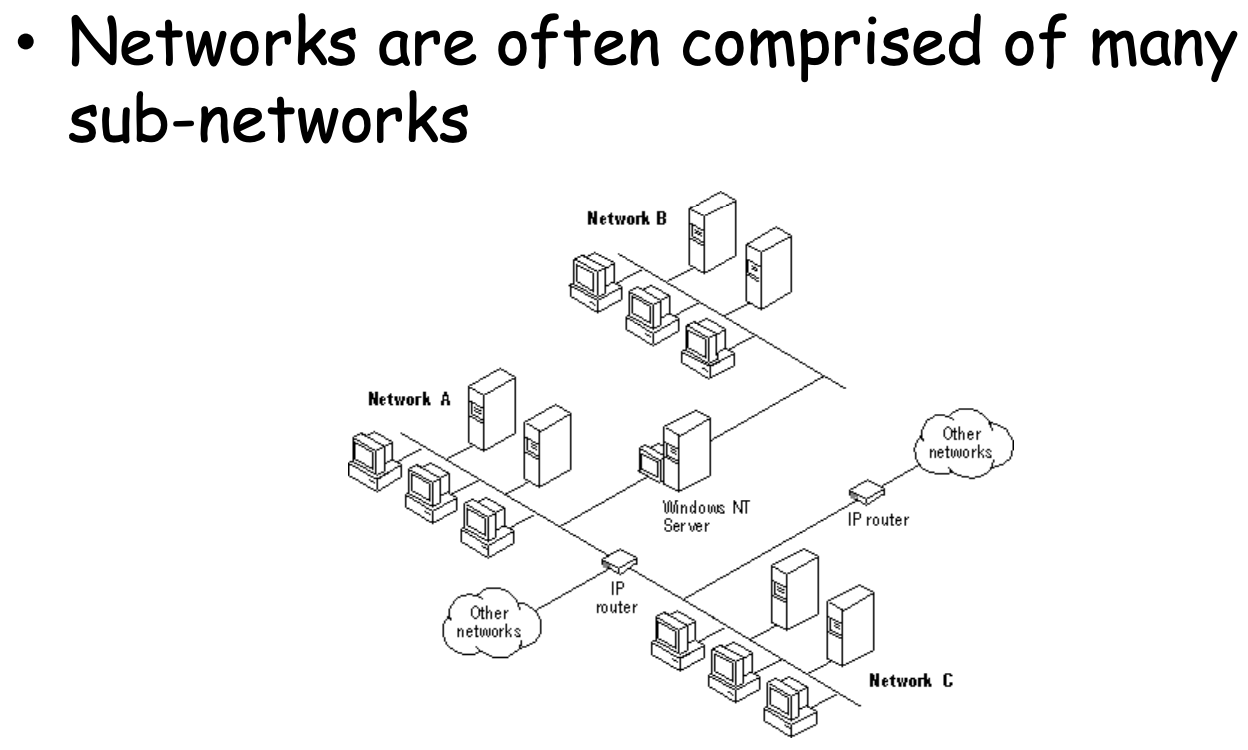 • Networks are often comprised of many
sub-networks
Network B
Network A
Other
networks
Windows NT
Server
IP router
IP
router
Other
networks
Network C